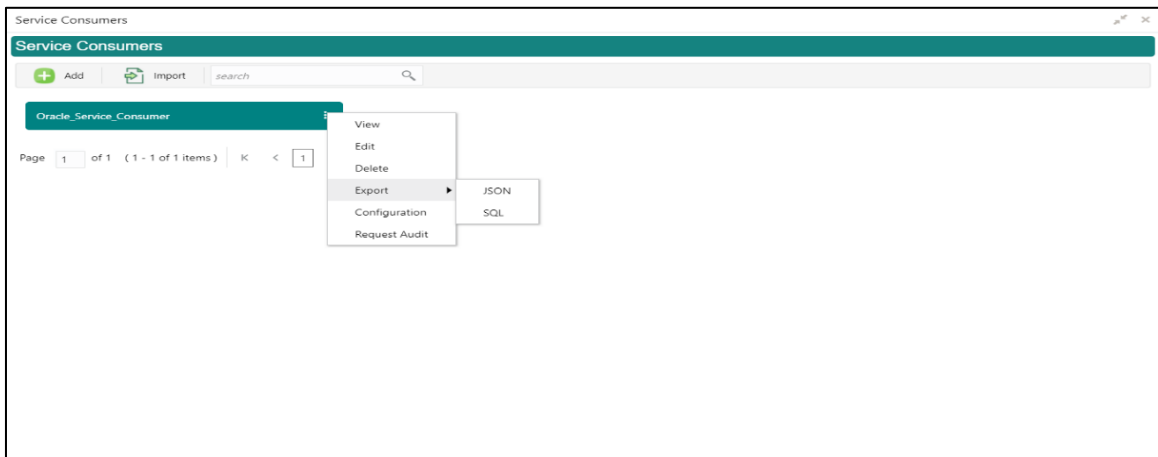 Service Consumers
Service Consumers
Add Import search
Oracle_Service_Consumer
Page 1 of 1 ( 1 - 1 of 1 items ) K < 1
View
Edit
Delete
Export JSON
Configuration SQL
Request Audit